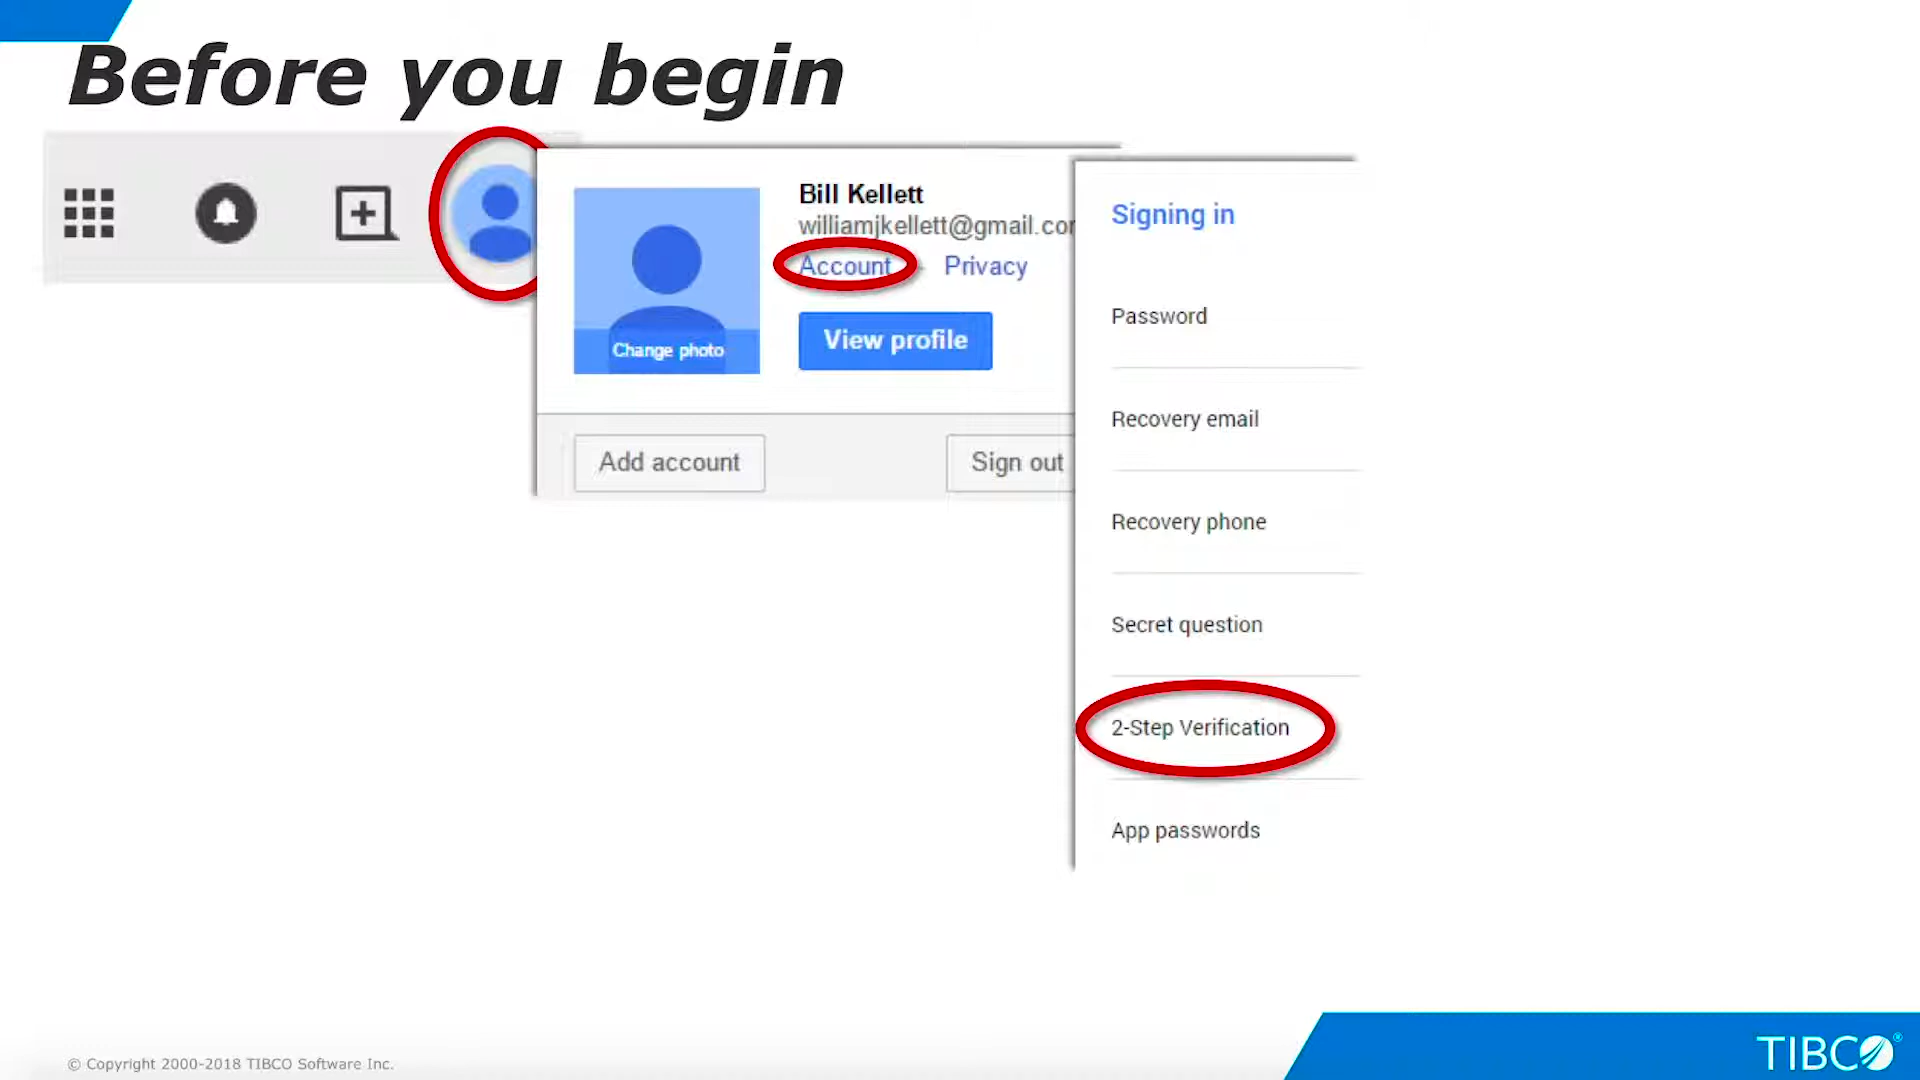 Before you begin
Bill Kellett
williamjkellett@gmail.cor
Account - Privacy
Change photo
View profile
Add account
Sign out
Signing in
Password
Recovery email
Recovery phone
Secret question
2-Step Verification
App passwords
© Copyright 2000-2018 TIBCO Software Inc.
TIBCO®